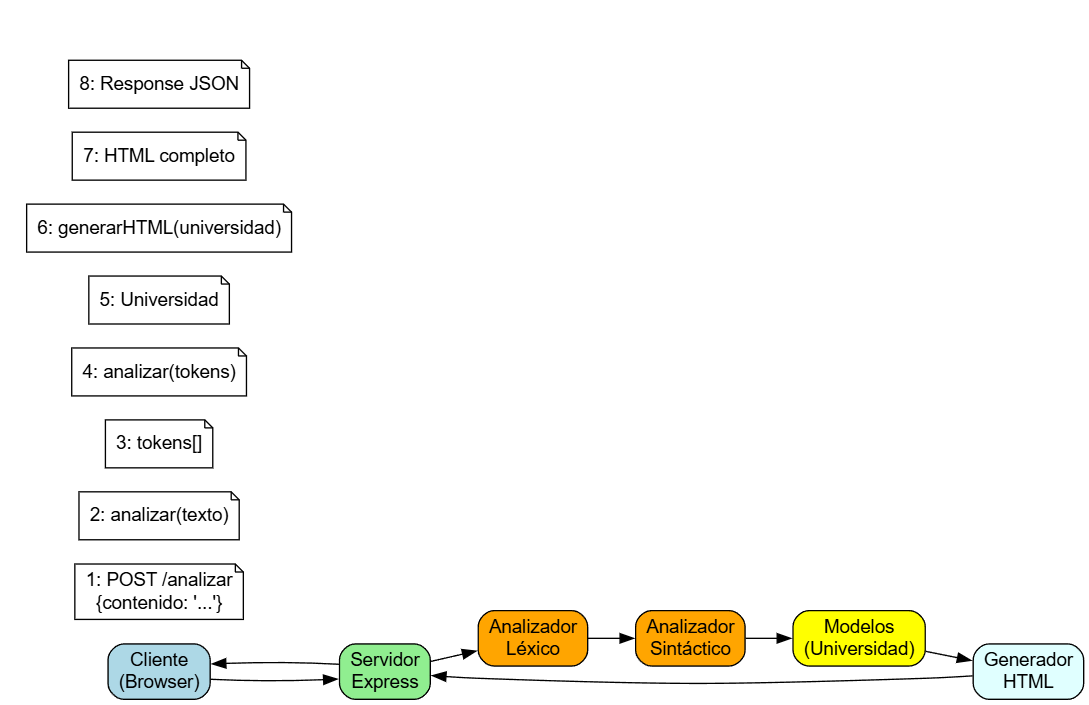 8: Response JSON
7: HTML completo
6: generarHTML(universidad)
5: Universidad
4: analizar(tokens)
3: tokens[]
2: analizar(texto)
1: POST /analizar
{contenido: '...'}
Cliente
(Browser)
Servidor
Express
Analizador
Léxico
Analizador
Sintáctico
Modelos
(Universidad)
Generador
HTML